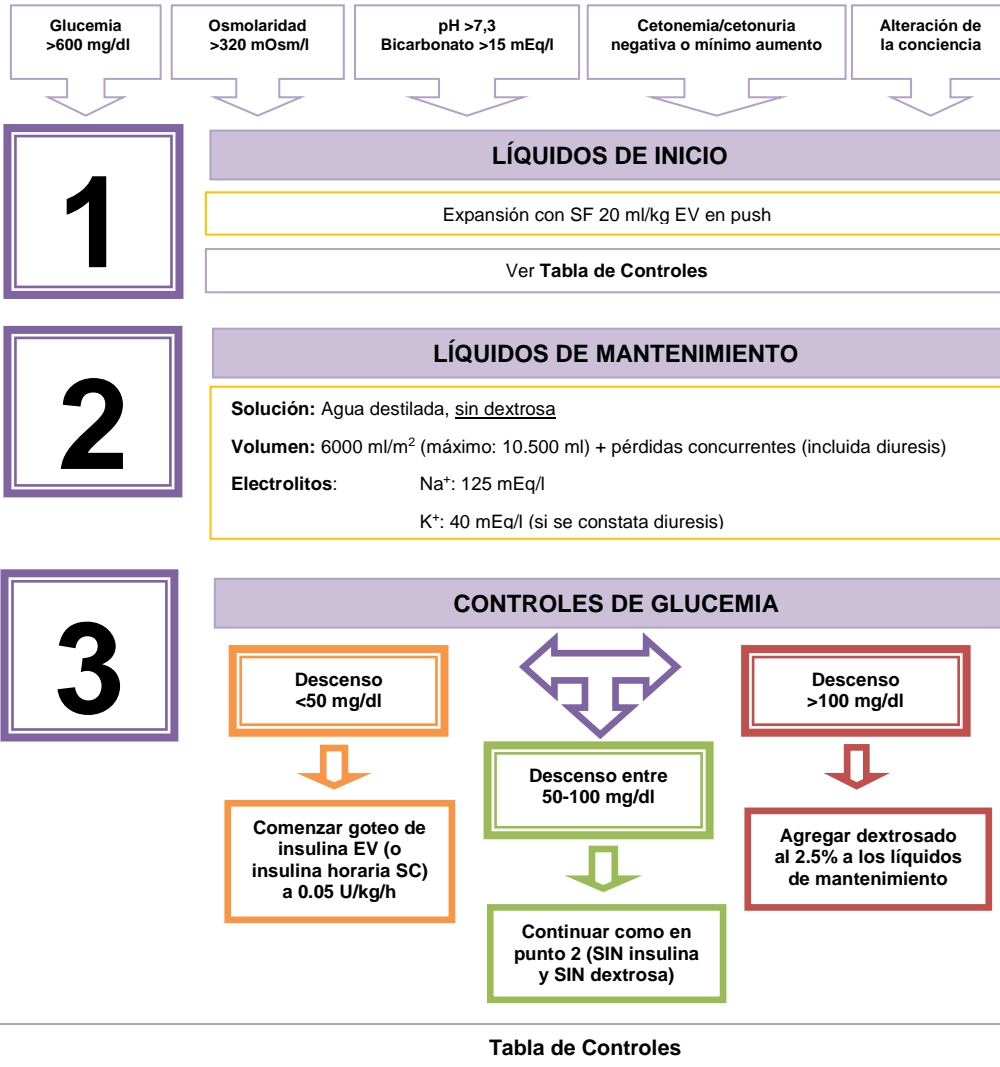 Glucemia
>600 mg/dl
Osmolaridad
>320 mOsm/l
pH >7,3
Bicarbonato >15 mEq/l
Cetonemia/cetonuria
negativa o mínimo aumento
Alteración de
la conciencia
1
LÍQUIDOS DE INICIO
Expansión con SF 20 ml/kg EV en push
Ver Tabla de Controles
2
LÍQUIDOS DE MANTENIMIENTO
Solución: Agua destilada, sin dextrosa
Volumen: 6000 ml/m² (máximo: 10.500 ml) + pérdidas concurrentes (incluida diuresis)
Electrolitos: Na⁺: 125 mEq/l
K⁺: 40 mEq/l (si se constata diuresis)
3
CONTROLES DE GLUCEMIA
Descenso
<50 mg/dl
Comenzar goteo de
insulina EV (o
insulina horaria SC)
a 0.05 U/kg/h
Descenso entre
50-100 mg/dl
Continuar como en
punto 2 (SIN insulina
y SIN dextrosa)
Descenso
>100 mg/dl
Agregar dextrosado
al 2.5% a los líquidos
de mantenimiento
Tabla de Controles